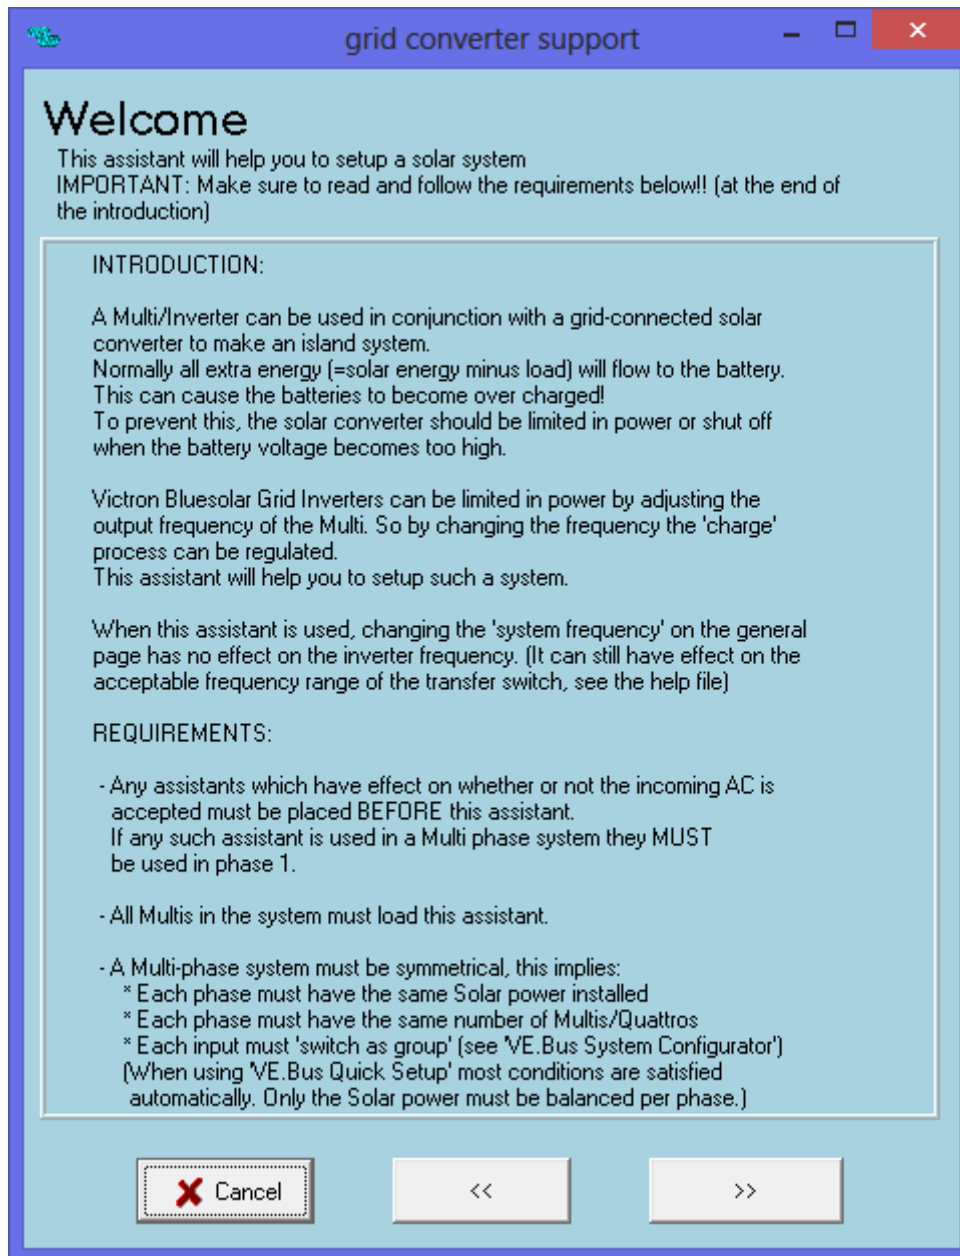 grid converter support
Welcome
This assistant will help you to setup a solar system
IMPORTANT: Make sure to read and follow the requirements below!! (at the end of
the introduction)
INTRODUCTION:
A Multi/Inverter can be used in conjunction with a grid-connected solar
converter to make an island system.
Normally all extra energy (=solar energy minus load) will flow to the battery.
This can cause the batteries to become over charged!
To prevent this, the solar converter should be limited in power or shut off
when the battery voltage becomes too high.
Victron Bluesolar Grid Inverters can be limited in power by adjusting the
output frequency of the Multi. So by changing the frequency the 'charge'
process can be regulated.
This assistant will help you to setup such a system.
When this assistant is used, changing the 'system frequency' on the general
page has no effect on the inverter frequency. (It can still have effect on the
acceptable frequency range of the transfer switch, see the help file)
REQUIREMENTS:
- Any assistants which have effect on whether or not the incoming AC is
accepted must be placed BEFORE this assistant.
If any such assistant is used in a Multi phase system they MUST
be used in phase 1.
- All Multis in the system must load this assistant.
- A Multi-phase system must be symmetrical, this implies:
* Each phase must have the same Solar power installed
* Each phase must have the same number of Multis/Quattros
* Each input must 'switch as group' (see 'VE.Bus System Configurator')
(When using 'VE.Bus Quick Setup' most conditions are satisfied
automatically. Only the Solar power must be balanced per phase.)
Cancel
<<
>>